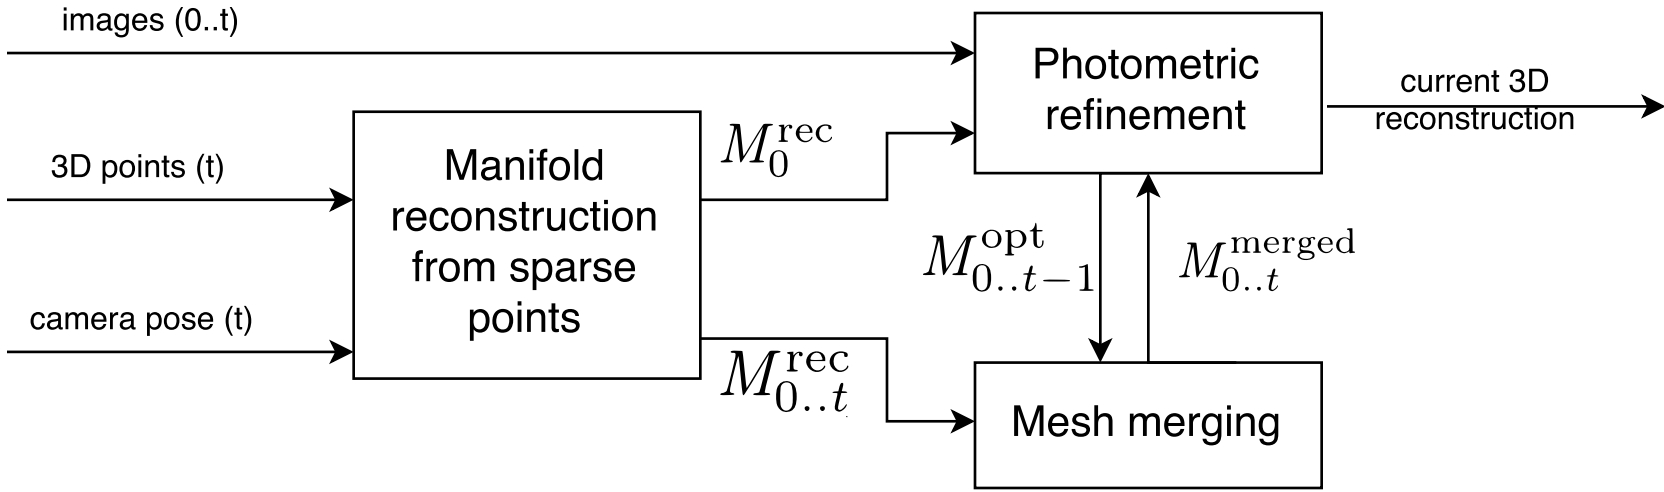 images (0..t)
Photometric
refinement
current 3D
reconstruction
3D points (t)
Manifold
reconstruction
from sparse
points
M_0^rec
camera pose (t)
M_{0..t}^rec
M_{0..t−1}^opt
M_{0..t}^merged
Mesh merging